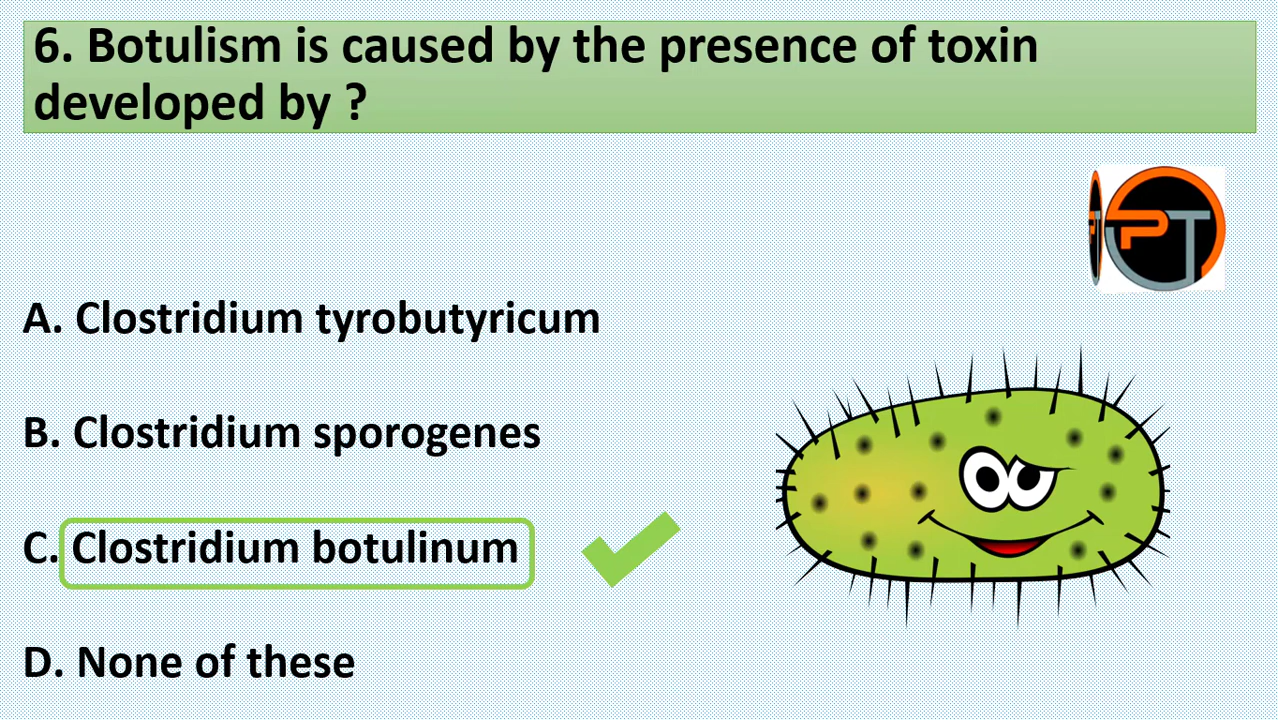 6. Botulism is caused by the presence of toxin
developed by ?
PT
A. Clostridium tyrobutyricum
B. Clostridium sporogenes
C. Clostridium botulinum
D. None of these